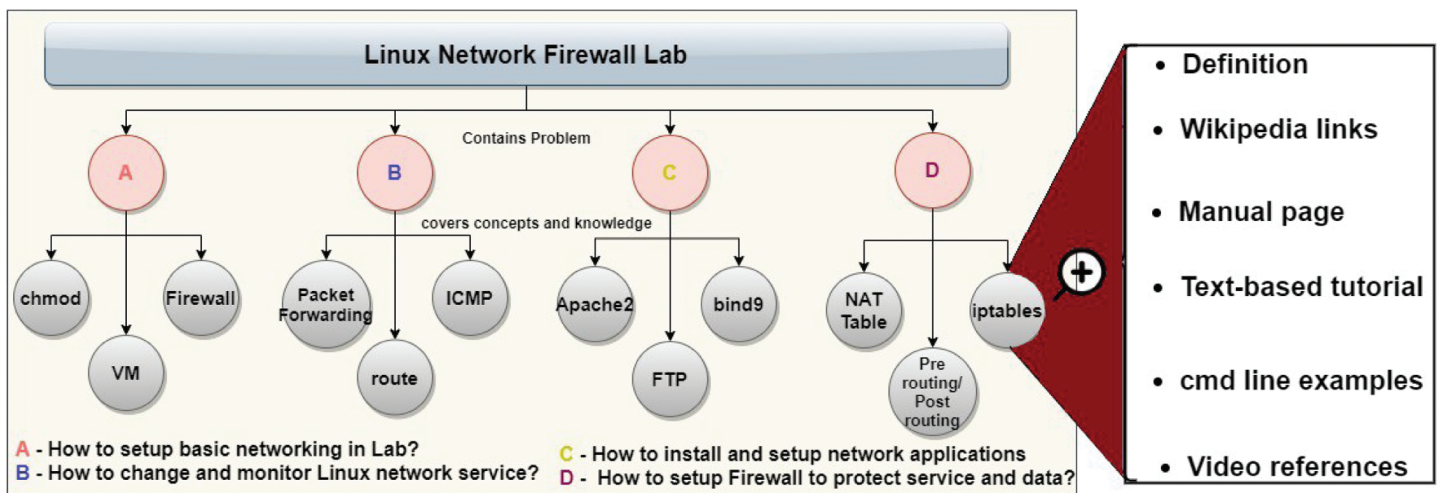 Linux Network Firewall Lab
Contains Problem
A
B
C
D
covers concepts and knowledge
chmod
VM
Firewall
Packet
Forwarding
route
ICMP
Apache2
FTP
bind9
NAT
Table
Pre
routing/
Post
routing
iptables
A - How to setup basic networking in Lab?
B - How to change and monitor Linux network service?
C - How to install and setup network applications
D - How to setup Firewall to protect service and data?
• Definition
• Wikipedia links
• Manual page
• Text-based tutorial
• cmd line examples
• Video references